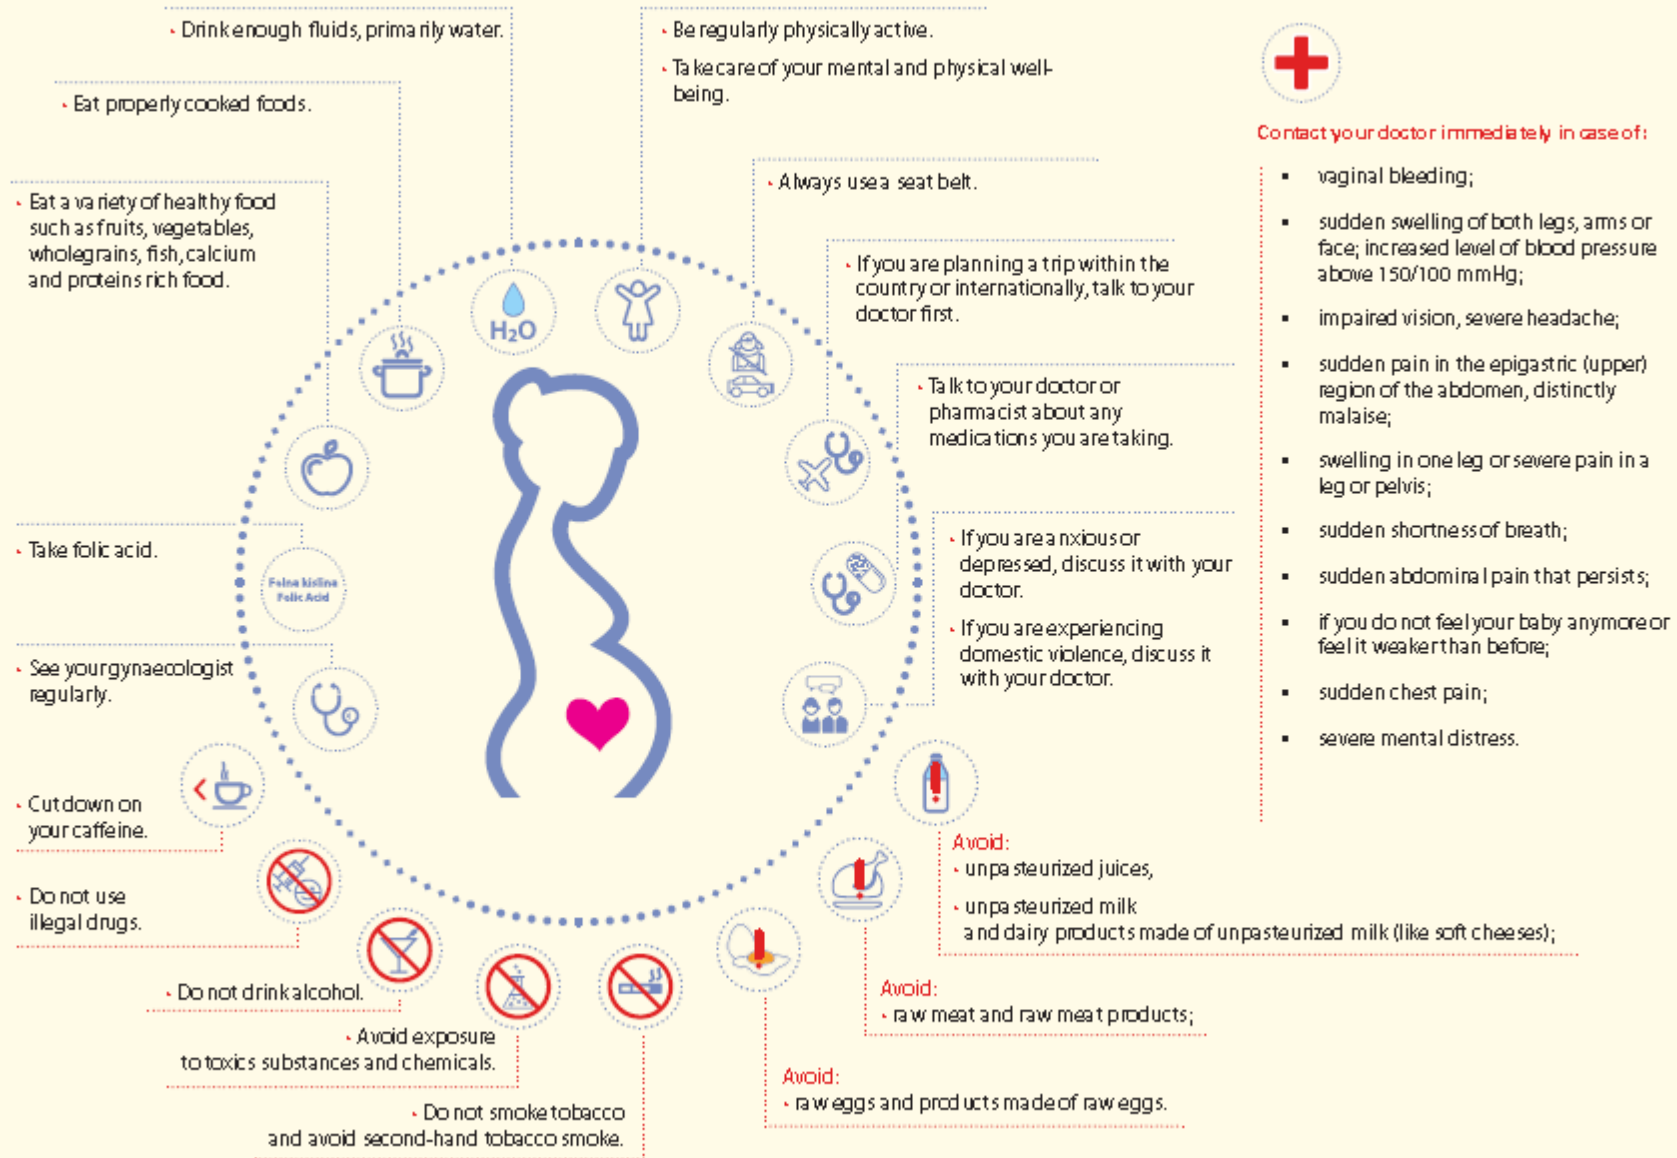 · Drink enough fluids, primarily water.
· Eat properly cooked foods.
· Eat a variety of healthy food
such as fruits, vegetables,
wholegrains, fish, calcium
and proteins rich food.
· Take folic acid.
· See your gynaecologist
regularly.
· Cut down on
your caffeine.
· Do not use
illegal drugs.
· Do not drink alcohol.
· Avoid exposure
to toxics substances and chemicals.
· Do not smoke tobacco
and avoid second-hand tobacco smoke.
H₂O
Folna kislina
Folic Acid
<
· Be regularly physically active.
· Take care of your mental and physical well-
being.
· Always use a seat belt.
· If you are planning a trip within the
country or internationally, talk to your
doctor first.
· Talk to your doctor or
pharmacist about any
medications you are taking.
· If you are anxious or
depressed, discuss it with your
doctor.
· If you are experiencing
domestic violence, discuss it
with your doctor.
Avoid:
· unpasteurized juices,
· unpasteurized milk
and dairy products made of unpasteurized milk (like soft cheeses);
Avoid:
· raw meat and raw meat products;
Avoid:
· raw eggs and products made of raw eggs.
Contact your doctor immediately in case of:
▪ vaginal bleeding;
▪ sudden swelling of both legs, arms or
face; increased level of blood pressure
above 150/100 mmHg;
▪ impaired vision, severe headache;
▪ sudden pain in the epigastric (upper)
region of the abdomen, distinctly
malaise;
▪ swelling in one leg or severe pain in a
leg or pelvis;
▪ sudden shortness of breath;
▪ sudden abdominal pain that persists;
▪ if you do not feel your baby anymore or
feel it weaker than before;
▪ sudden chest pain;
▪ severe mental distress.